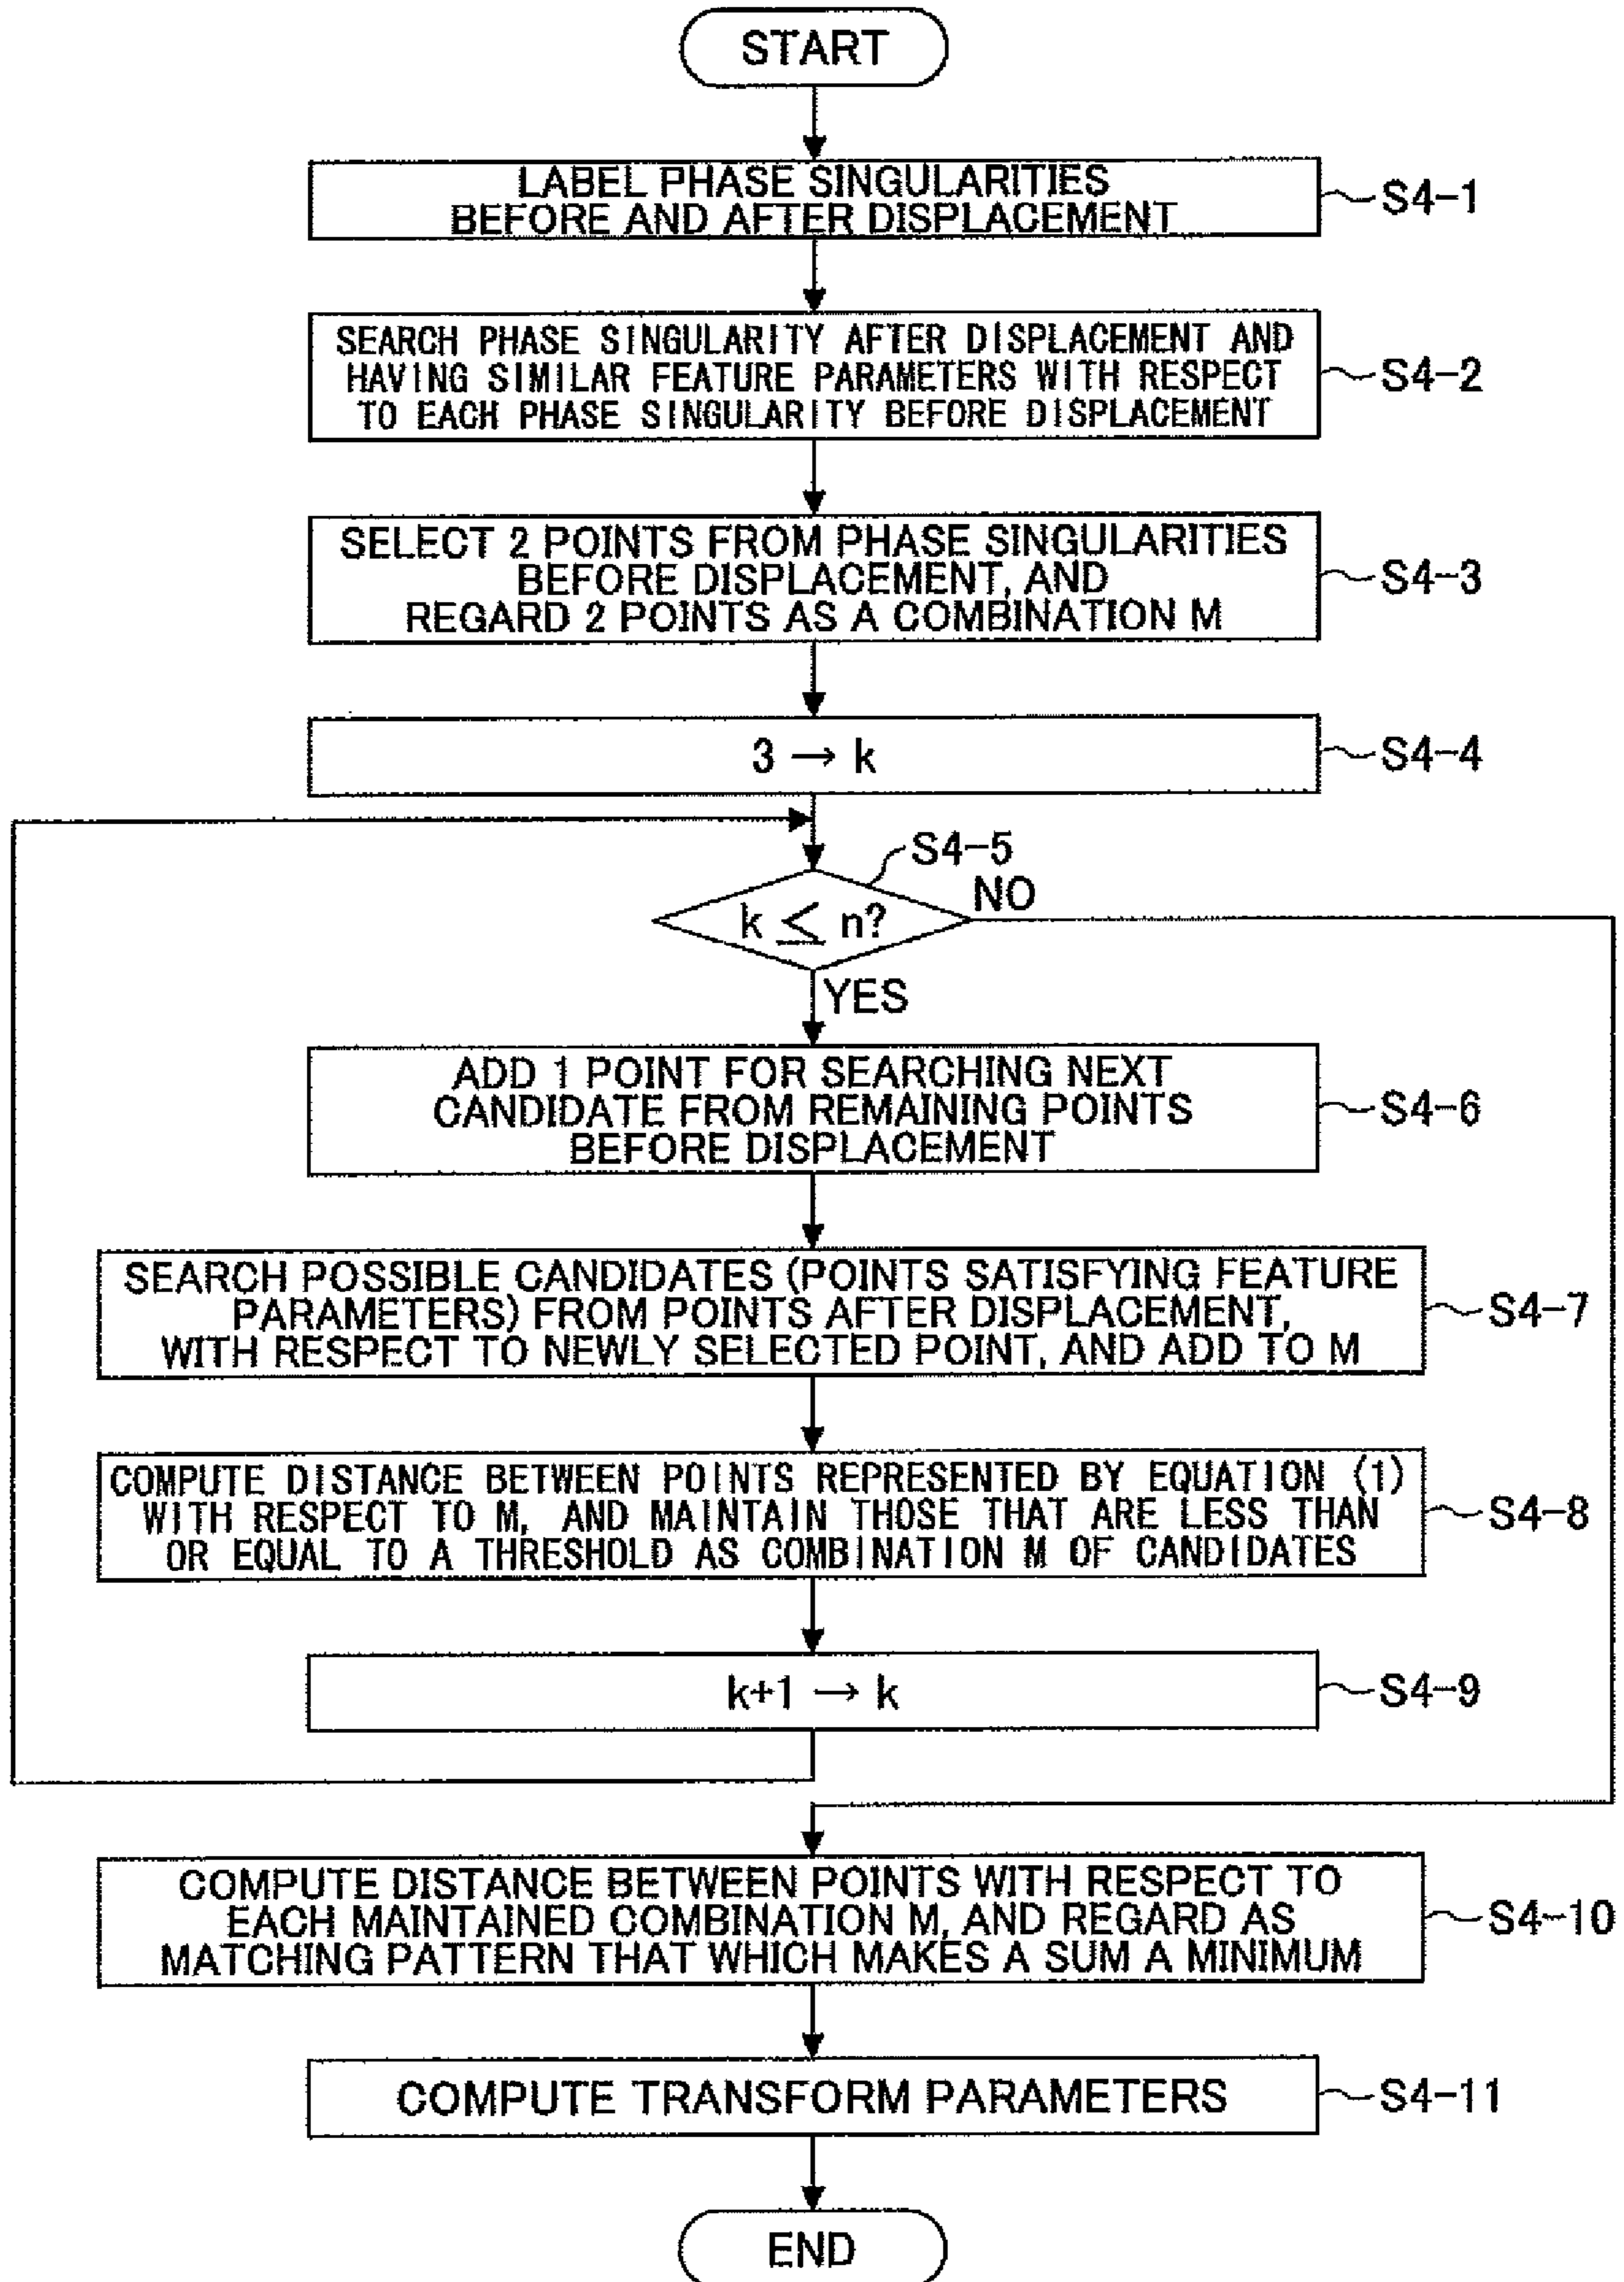 START
LABEL PHASE SINGULARITIES
BEFORE AND AFTER DISPLACEMENT
S4-1
SEARCH PHASE SINGULARITY AFTER DISPLACEMENT AND
HAVING SIMILAR FEATURE PARAMETERS WITH RESPECT
TO EACH PHASE SINGULARITY BEFORE DISPLACEMENT
S4-2
SELECT 2 POINTS FROM PHASE SINGULARITIES
BEFORE DISPLACEMENT, AND
REGARD 2 POINTS AS A COMBINATION M
S4-3
3 → k
S4-4
S4-5
k ≤ n?
NO
YES
ADD 1 POINT FOR SEARCHING NEXT
CANDIDATE FROM REMAINING POINTS
BEFORE DISPLACEMENT
S4-6
SEARCH POSSIBLE CANDIDATES (POINTS SATISFYING FEATURE
PARAMETERS) FROM POINTS AFTER DISPLACEMENT,
WITH RESPECT TO NEWLY SELECTED POINT, AND ADD TO M
S4-7
COMPUTE DISTANCE BETWEEN POINTS REPRESENTED BY EQUATION (1)
WITH RESPECT TO M, AND MAINTAIN THOSE THAT ARE LESS THAN
OR EQUAL TO A THRESHOLD AS COMBINATION M OF CANDIDATES
S4-8
k+1 → k
S4-9
COMPUTE DISTANCE BETWEEN POINTS WITH RESPECT TO
EACH MAINTAINED COMBINATION M, AND REGARD AS
MATCHING PATTERN THAT WHICH MAKES A SUM A MINIMUM
S4-10
COMPUTE TRANSFORM PARAMETERS
S4-11
END